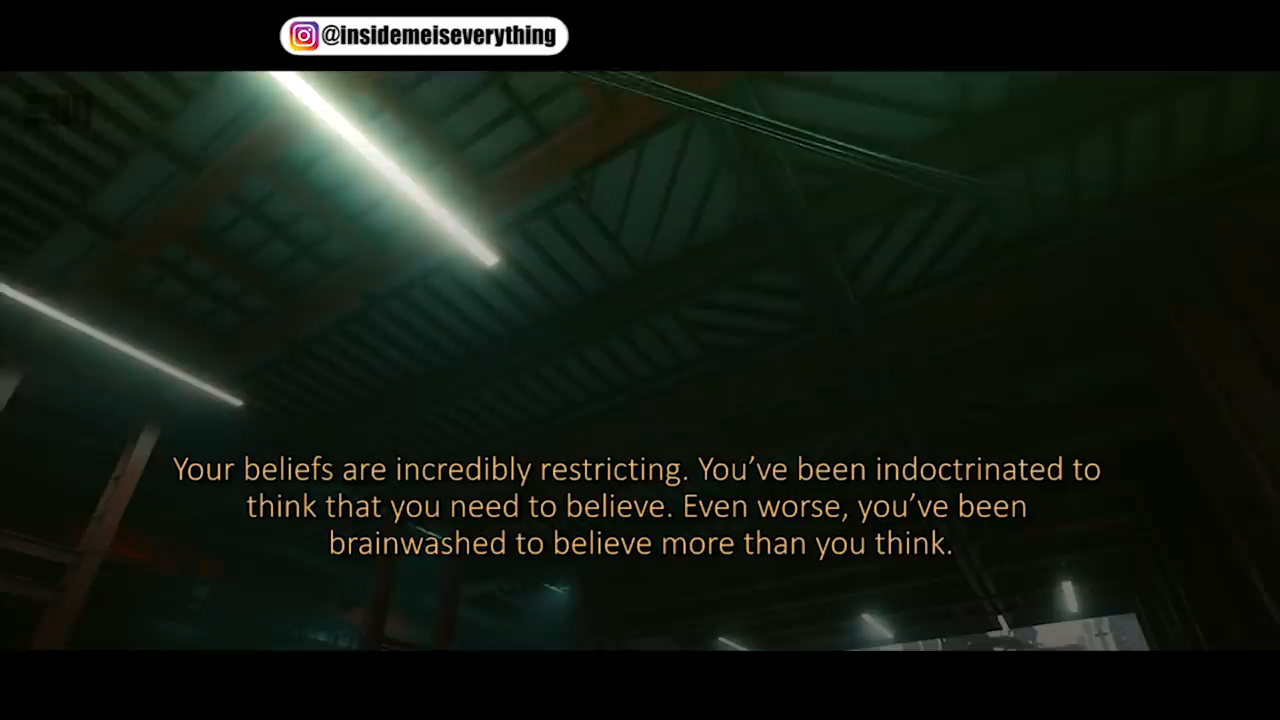 @insidemeiseverything
Your beliefs are incredibly restricting. You’ve been indoctrinated to
think that you need to believe. Even worse, you’ve been
brainwashed to believe more than you think.